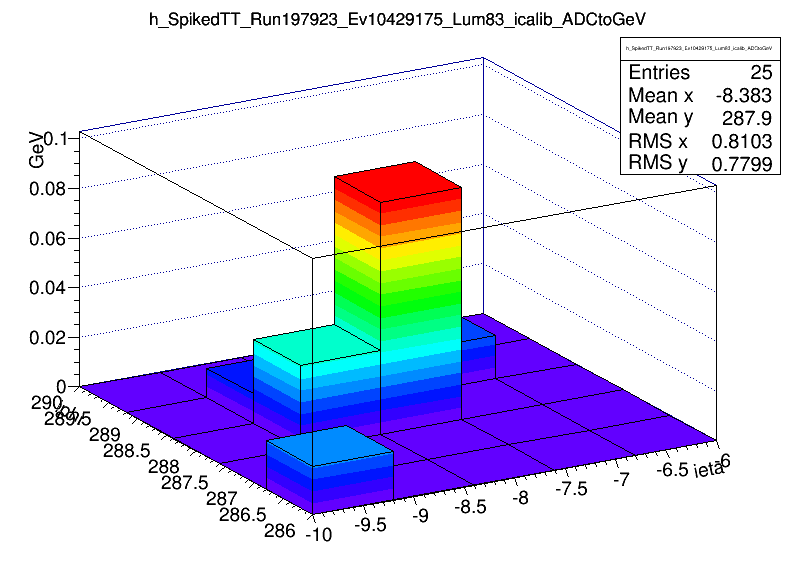 h_SpikedTT_Run197923_Ev10429175_Lum83_icalib_ADCtoGeV
h_SpikedTT_Run197923_Ev10429175_Lum83_icalib_ADCtoGeV
Entries 25
Mean x -8.383
Mean y 287.9
RMS x 0.8103
RMS y 0.7799
GeV
0.1
0.08
0.06
0.04
0.02
0
290
289.5
289
288.5
288
287.5
287
286.5
286
-10
-9.5
-9
-8.5
-8
-7.5
-7
-6.5
-6
ieta